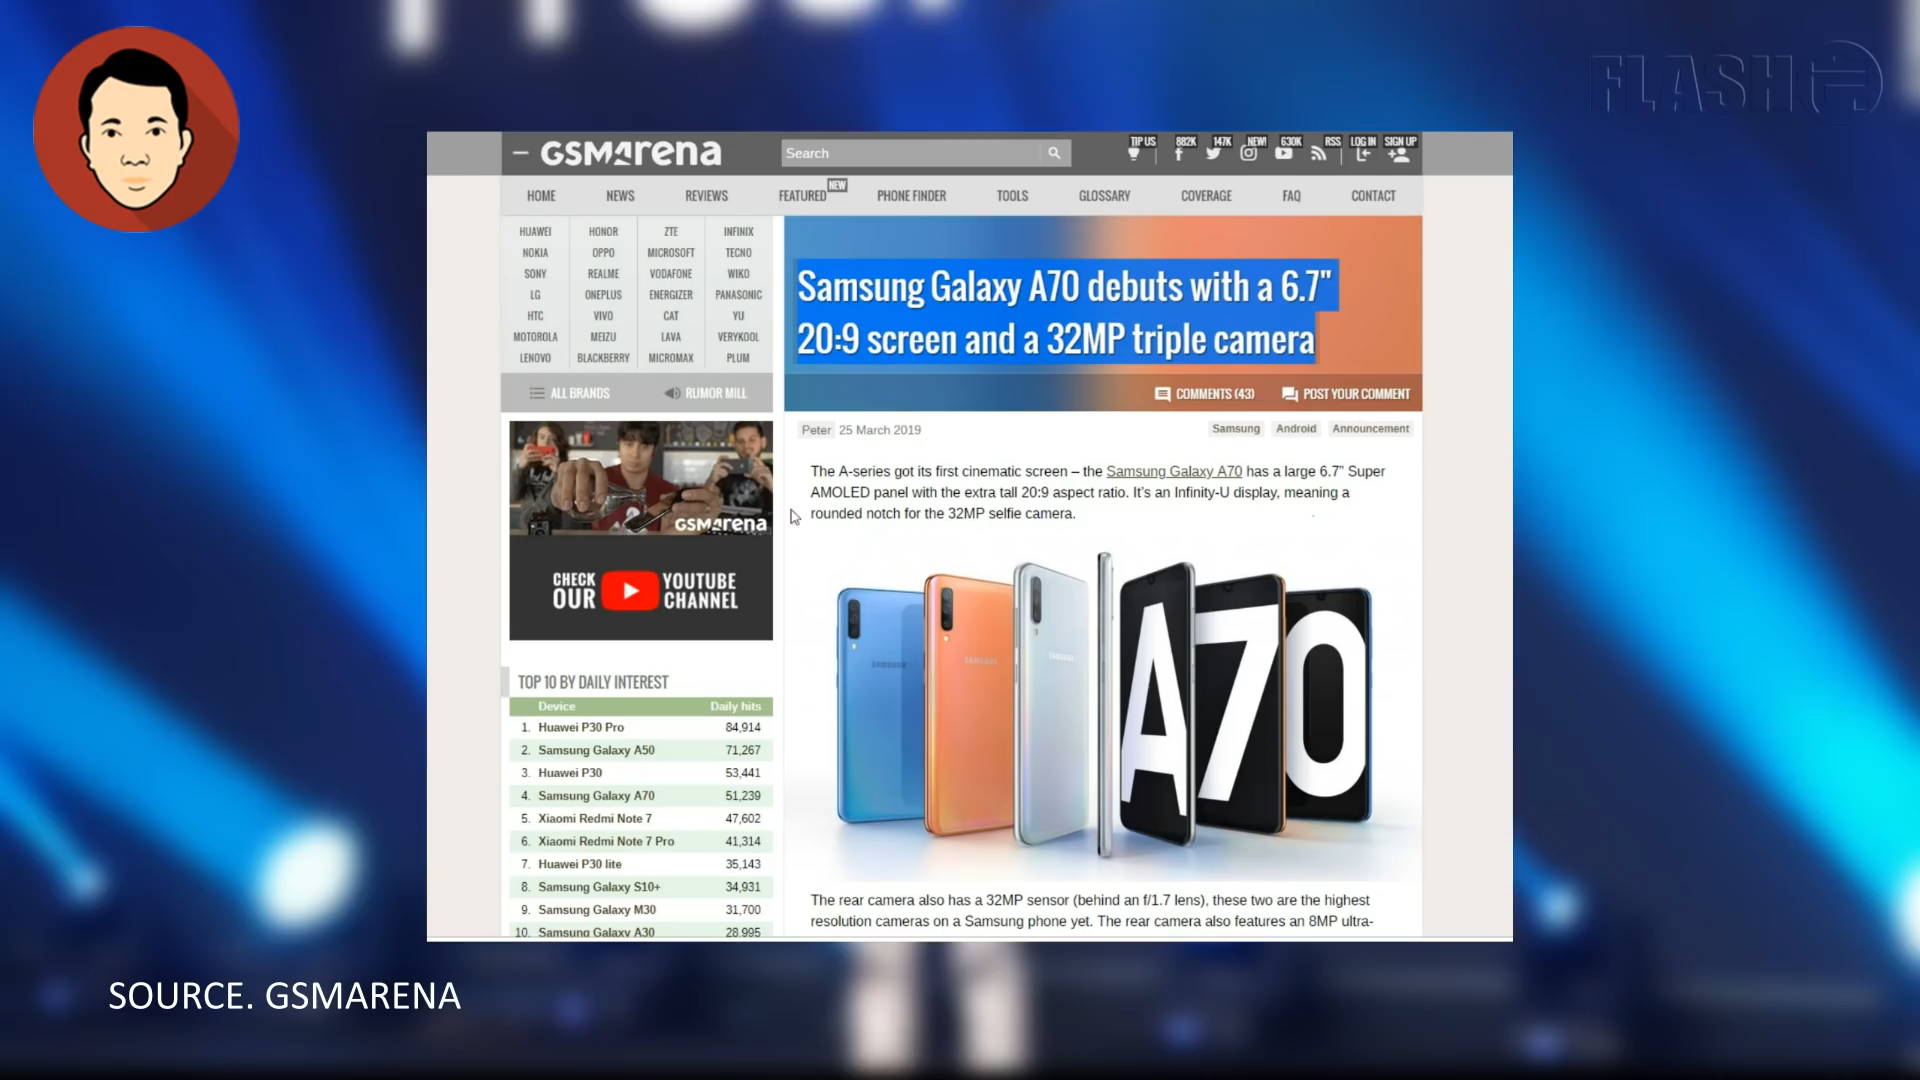 FLASH
GSMArena
Search
TIP US
882K
147K
NEW!
630K
RSS
LOG IN
SIGN UP
HOME
NEWS
REVIEWS
FEATURED
NEW
PHONE FINDER
TOOLS
GLOSSARY
COVERAGE
FAQ
CONTACT
HUAWEI HONOR ZTE INFINIX
NOKIA OPPO MICROSOFT TECNO
SONY REALME VODAFONE WIKO
LG ONEPLUS ENERGIZER PANASONIC
HTC VIVO CAT YU
MOTOROLA MEIZU LAVA VERYKOOL
LENOVO BLACKBERRY MICROMAX PLUM
ALL BRANDS
RUMOR MILL
Samsung Galaxy A70 debuts with a 6.7"
20:9 screen and a 32MP triple camera
COMMENTS (43)
POST YOUR COMMENT
Peter 25 March 2019
Samsung
Android
Announcement
The A-series got its first cinematic screen – the Samsung Galaxy A70 has a large 6.7" Super
AMOLED panel with the extra tall 20:9 aspect ratio. It's an Infinity-U display, meaning a
rounded notch for the 32MP selfie camera.
GSMArena
CHECK
OUR
YOUTUBE
CHANNEL
SAMSUNG
SAMSUNG
SAMSUNG
A70
TOP 10 BY DAILY INTEREST
Device Daily hits
1. Huawei P30 Pro 84,914
2. Samsung Galaxy A50 71,267
3. Huawei P30 53,441
4. Samsung Galaxy A70 51,239
5. Xiaomi Redmi Note 7 47,602
6. Xiaomi Redmi Note 7 Pro 41,314
7. Huawei P30 lite 35,143
8. Samsung Galaxy S10+ 34,931
9. Samsung Galaxy M30 31,700
10. Samsung Galaxy A30 28,995
The rear camera also has a 32MP sensor (behind an f/1.7 lens), these two are the highest
resolution cameras on a Samsung phone yet. The rear camera also features an 8MP ultra-
SOURCE. GSMARENA